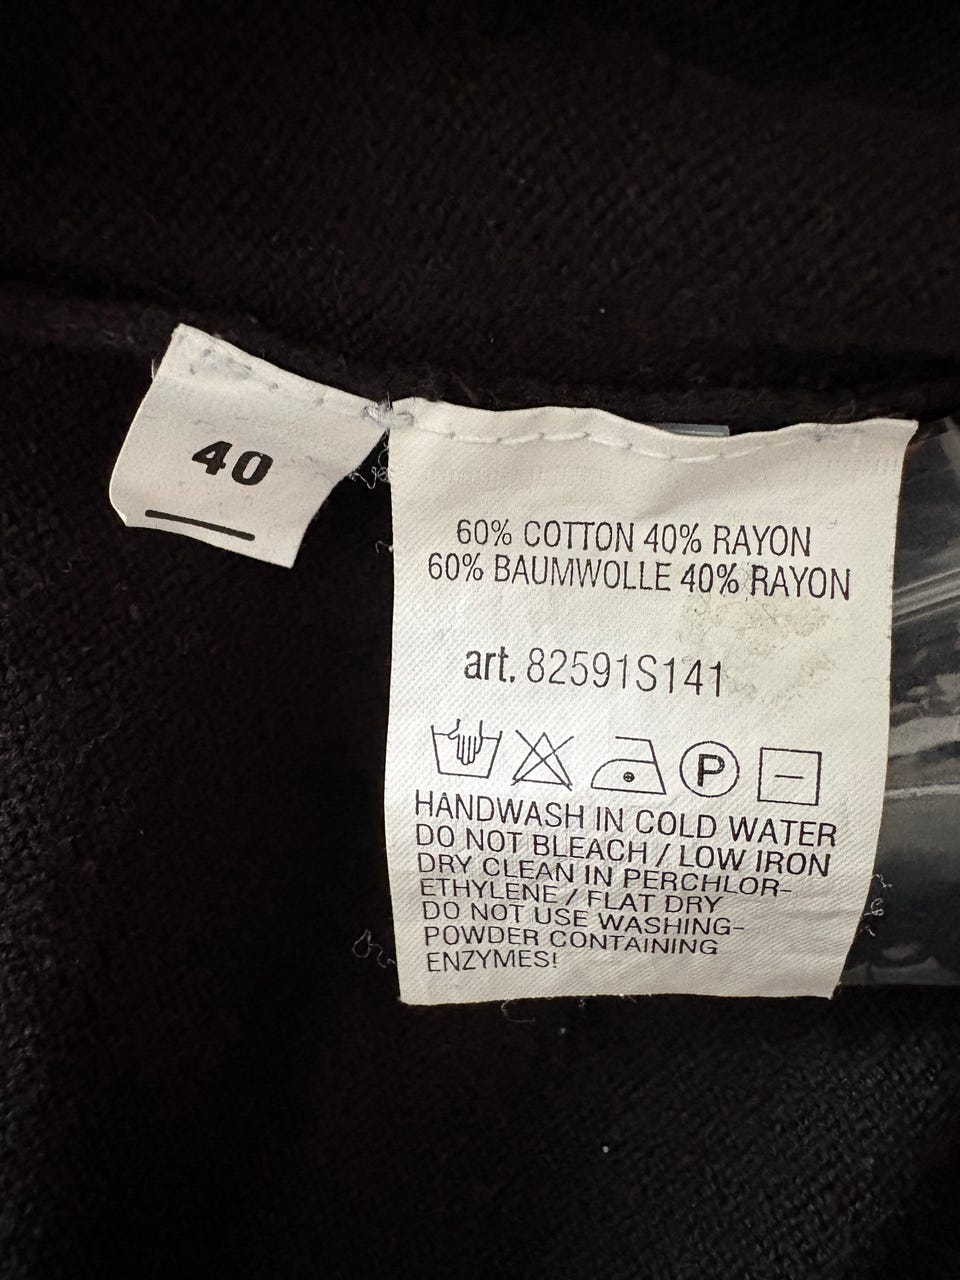 40
60% COTTON 40% RAYON
60% BAUMWOLLE 40% RAYON
art. 82591S141
P
HANDWASH IN COLD WATER
DO NOT BLEACH / LOW IRON
DRY CLEAN IN PERCHLOR-
ETHYLENE / FLAT DRY
DO NOT USE WASHING-
POWDER CONTAINING
ENZYMES!